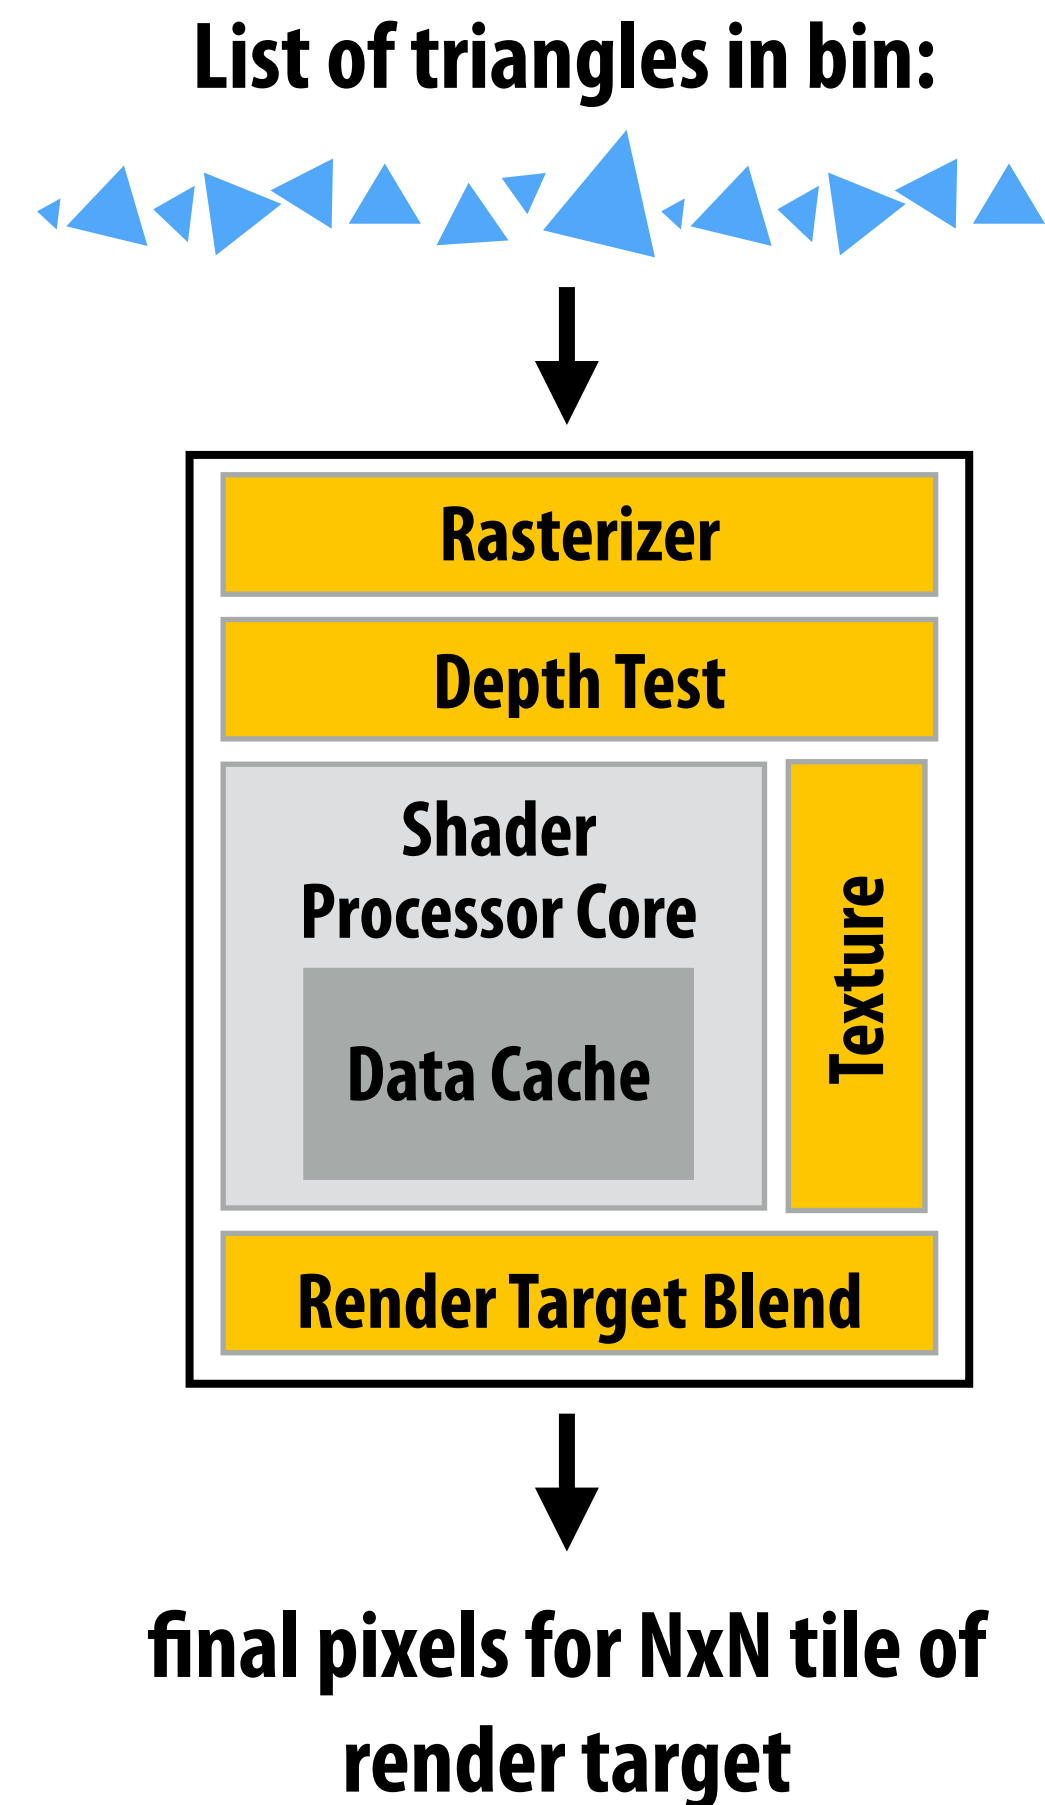 List of triangles in bin:
Rasterizer
Depth Test
Shader
Processor Core
Data Cache
Texture
Render Target Blend
final pixels for NxN tile of
render target